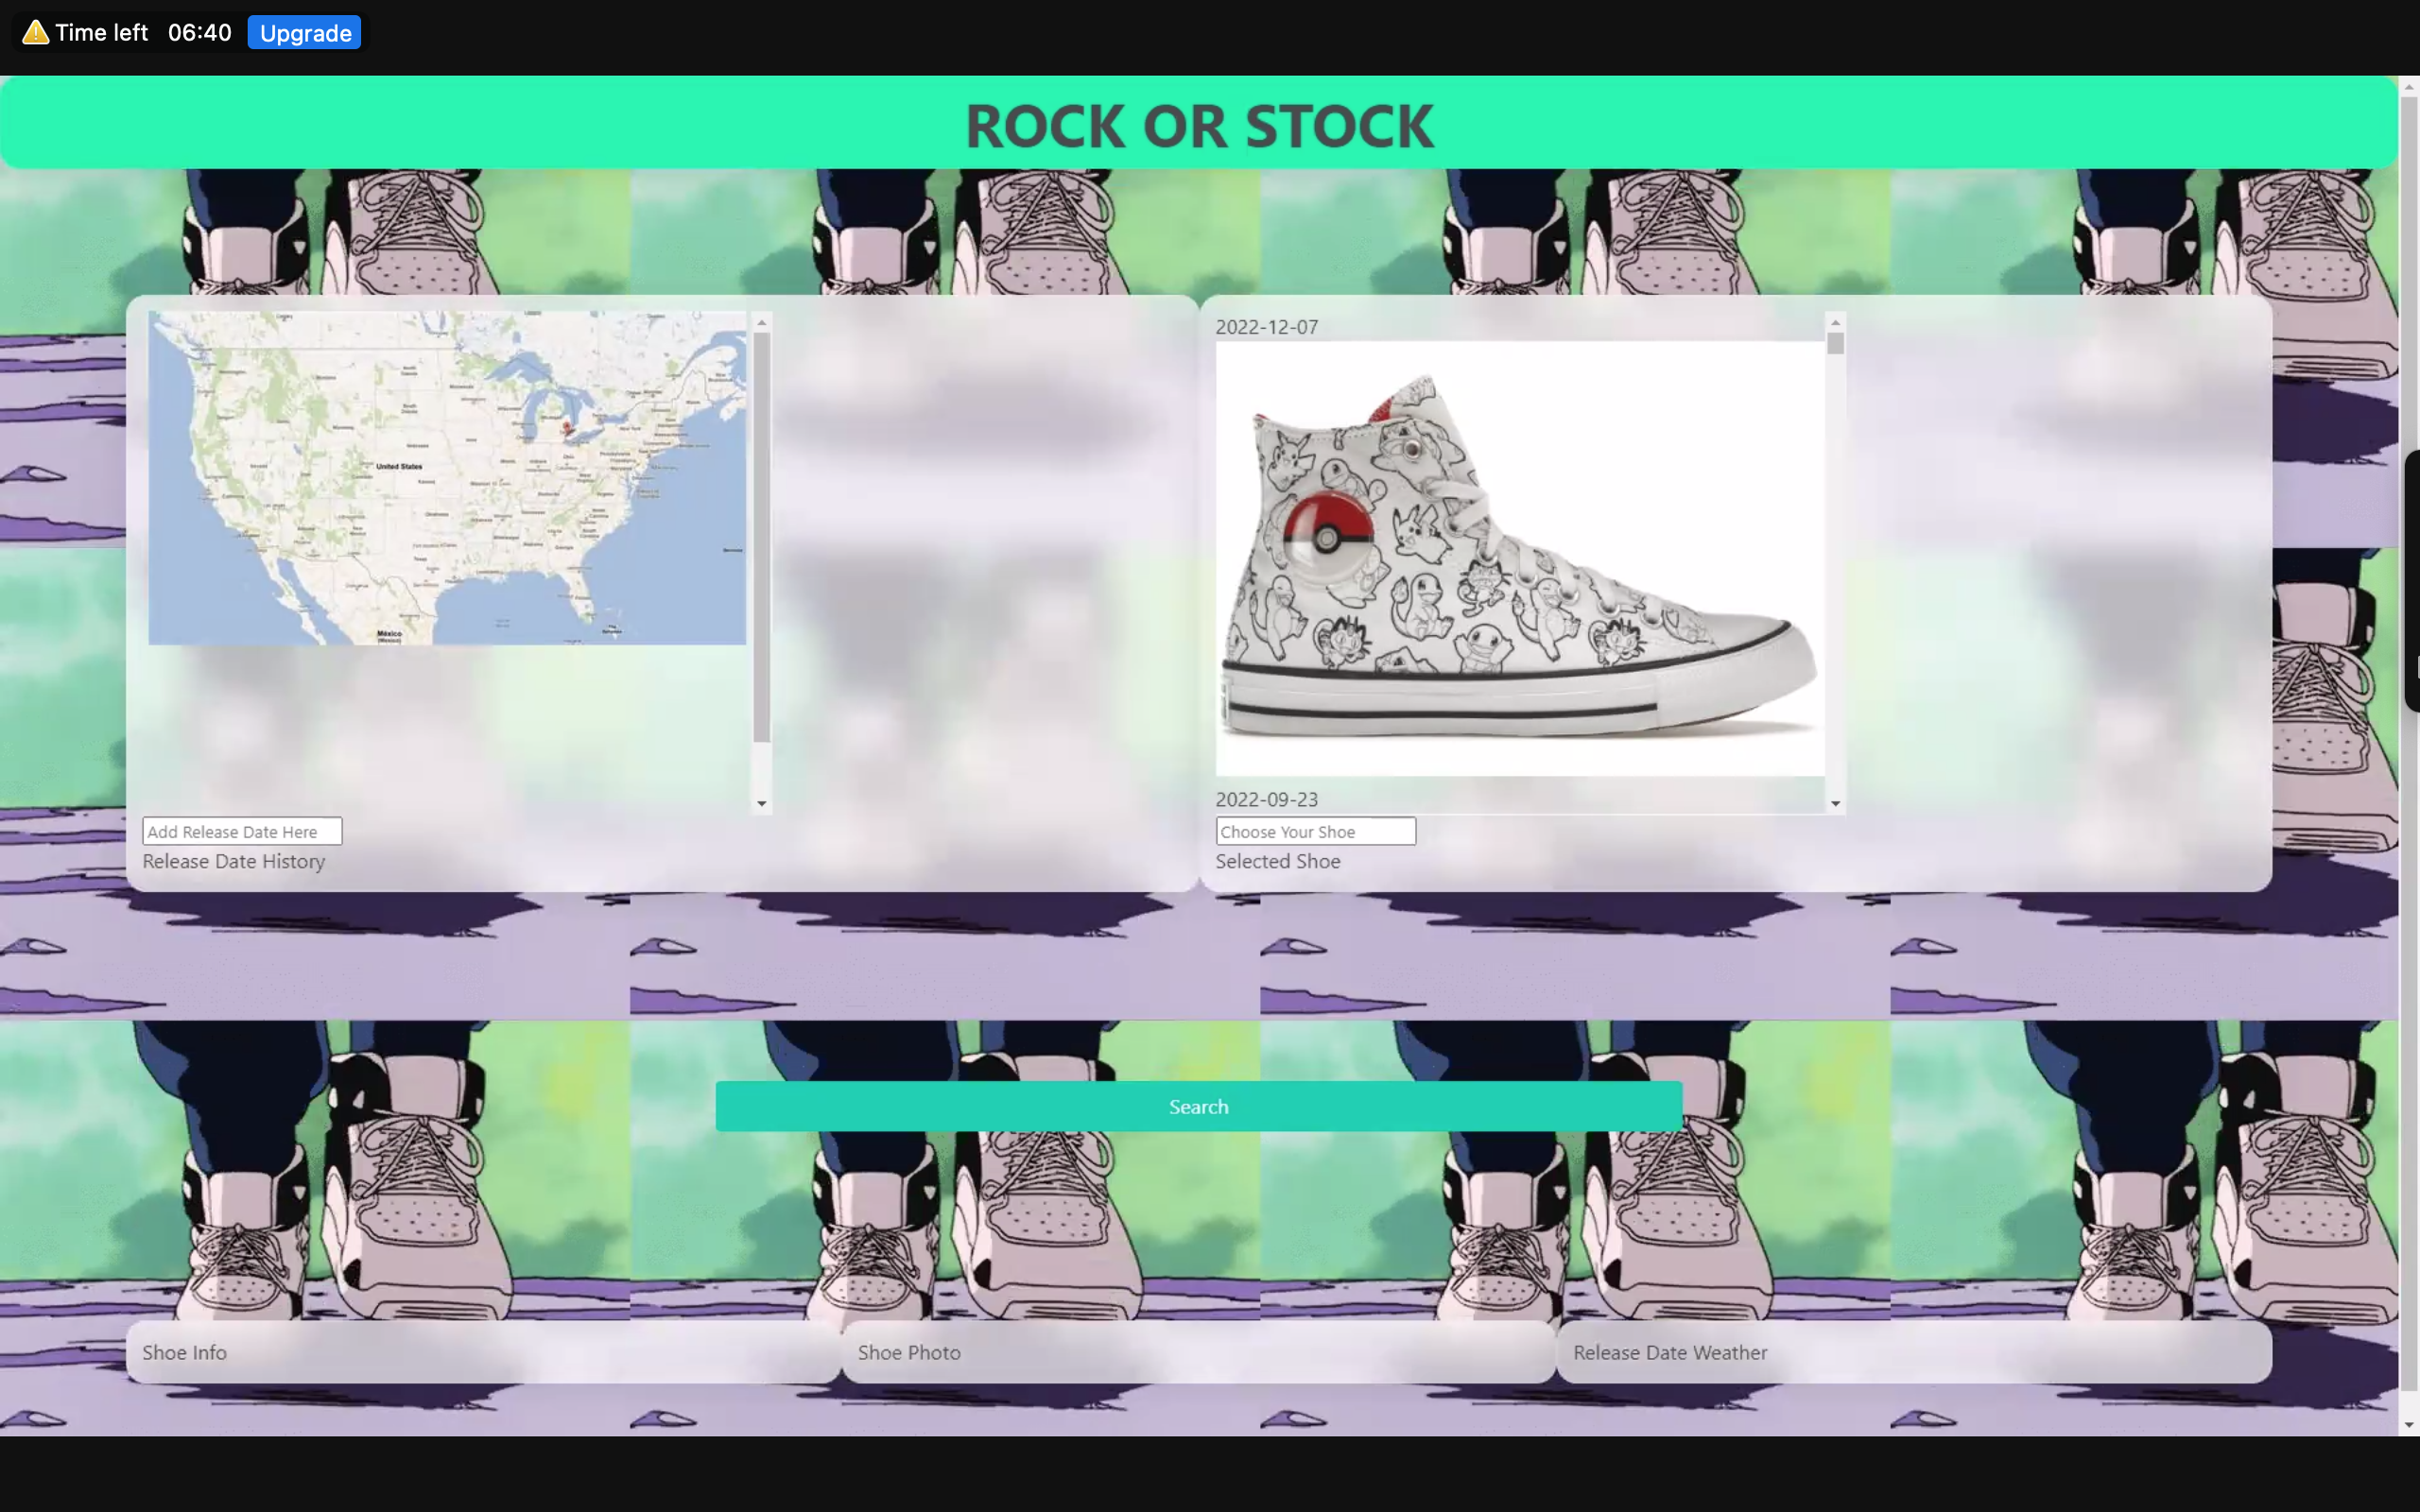 Time left 06:40 Upgrade
ROCK OR STOCK
United States
México
(Mexico)
Add Release Date Here
Release Date History
2022-12-07
2022-09-23
Choose Your Shoe
Selected Shoe
Search
Shoe Info
Shoe Photo
Release Date Weather